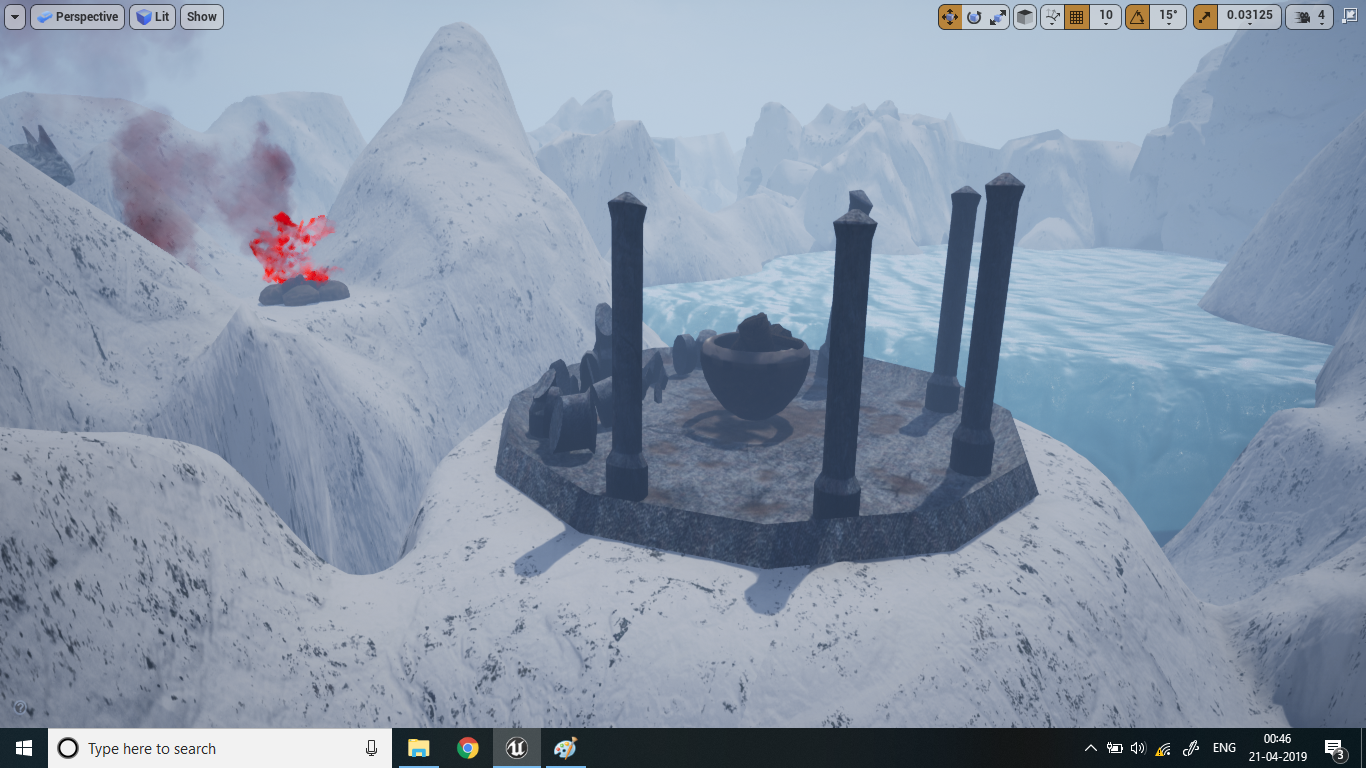 Perspective
Lit
Show
10
15°
0.03125
4
Type here to search
ENG
00:46
21-04-2019
3